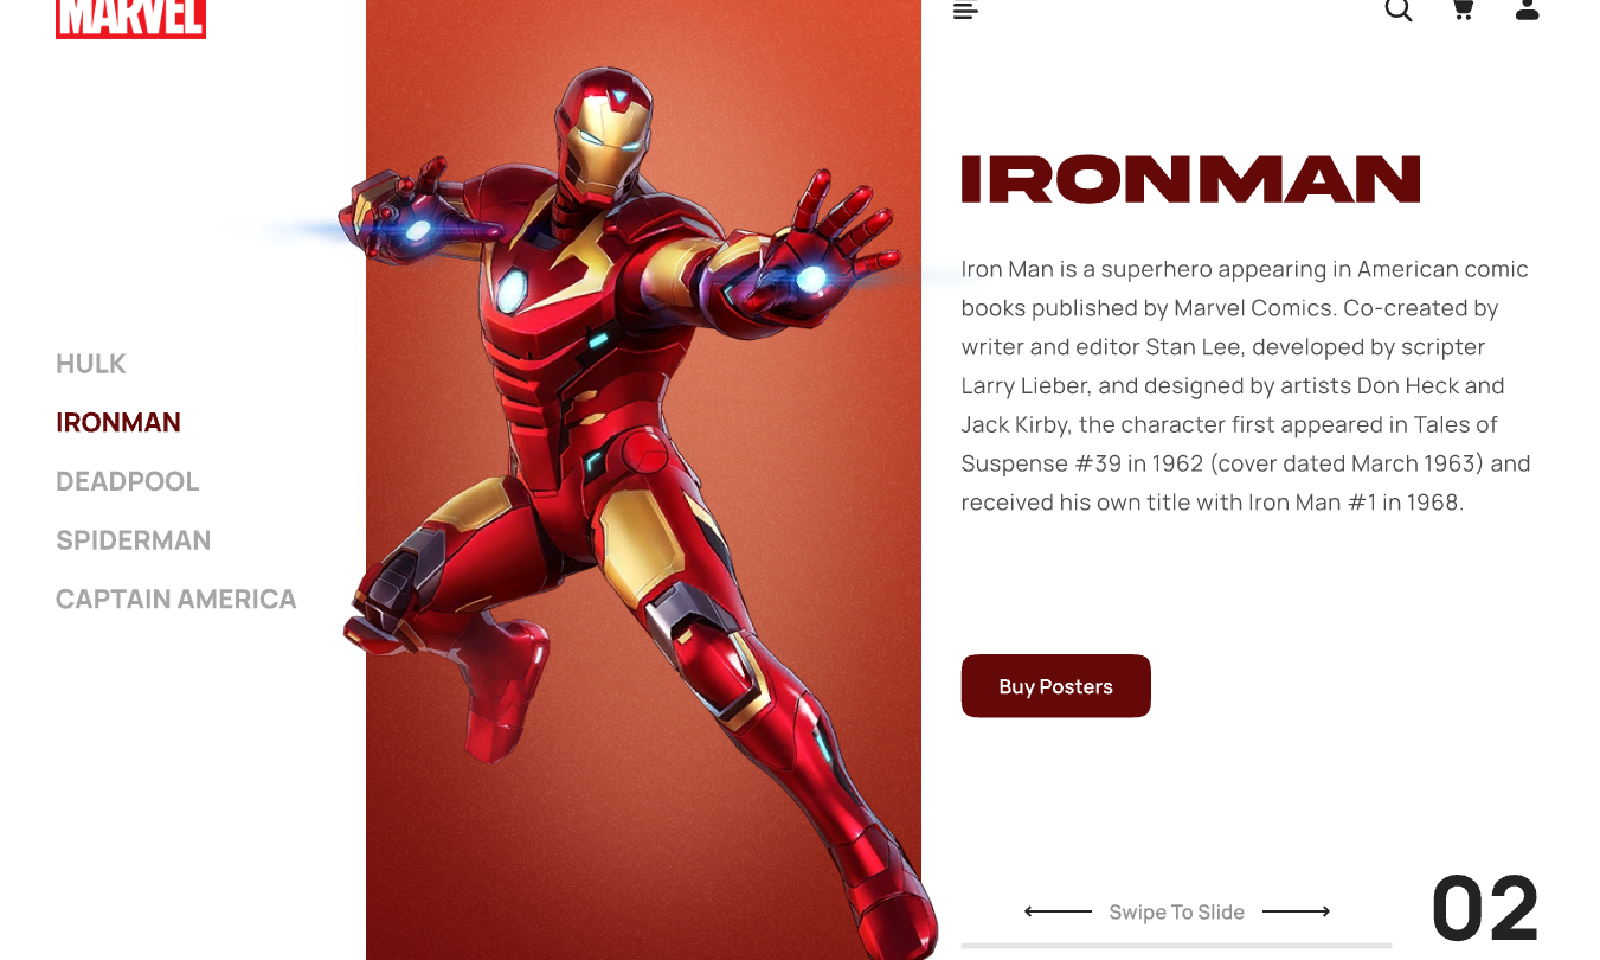 MARVEL
HULK
IRONMAN
DEADPOOL
SPIDERMAN
CAPTAIN AMERICA
IRONMAN
Iron Man is a superhero appearing in American comic
books published by Marvel Comics. Co-created by
writer and editor Stan Lee, developed by scripter
Larry Lieber, and designed by artists Don Heck and
Jack Kirby, the character first appeared in Tales of
Suspense #39 in 1962 (cover dated March 1963) and
received his own title with Iron Man #1 in 1968.
Buy Posters
Swipe To Slide
02